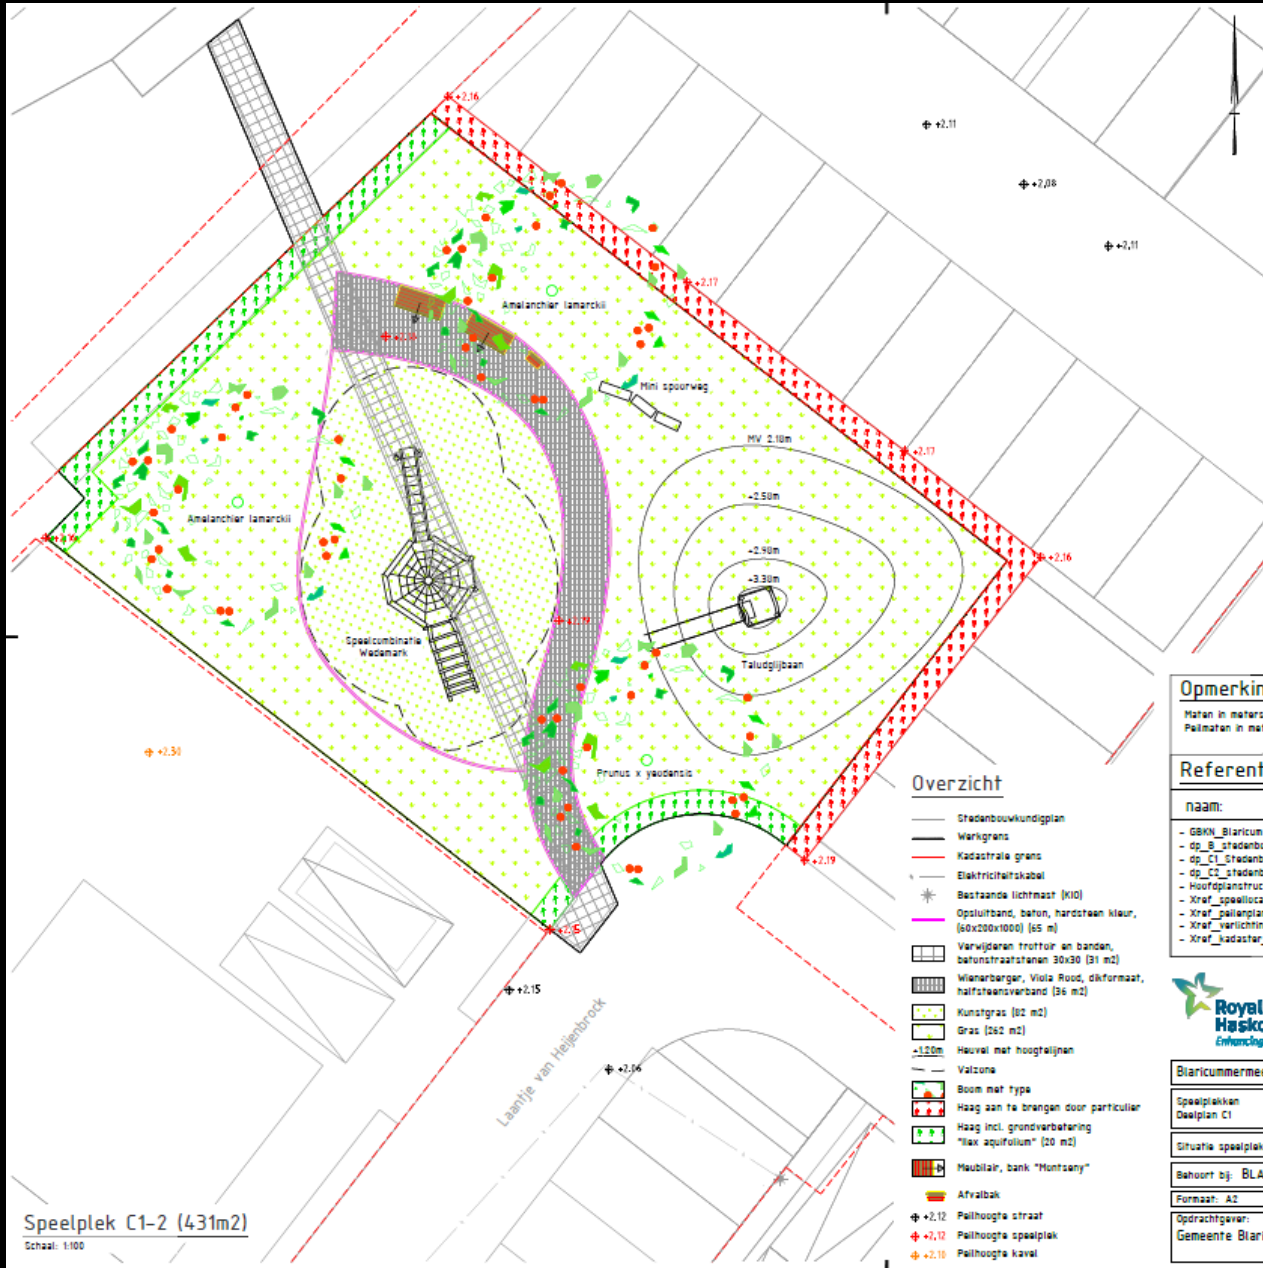 +2.16
+2.11
+2.08
+2.11
+2.17
Amelanchier lamarckii
Mini spoorweg
MV 2.10m
+2.17
+2.50m
Amelanchier lamarckii
+2.90m
+2.16
+3.30m
Speelcombinatie
Wedemark
Taludglijbaan
+2.30
Prunus x yeodensis
+2.19
+2.15
+2.15
+2.06
Laantje van Heijenbrock
Overzicht
Stedenbouwkundigplan
Werkgrens
Kadastrale grens
Elektriciteitskabel
Bestaande lichtmast (KIO)
Opsluitband, beton, hardsteen kleur,
(60x200x1000) (65 m)
Verwijderen trottoir en banden,
betonstraatstenen 30x30 (31 m2)
Wienerberger, Viola Rood, dikformaat,
halfsteensverband (36 m2)
Kunstgras (82 m2)
Gras (262 m2)
+1.20m Heuvel met hoogtelijnen
Valzone
Boom met type
Haag aan te brengen door particulier
Haag incl. grondverbetering
"Ilex aquifolium" (20 m2)
Meubilair, bank "Montseny"
Afvalbak
+2,12 Peilhoogte straat
+2,12 Peilhoogte speelplek
+2.10 Peilhoogte kavel
Opmerkin
Maten in meters
Peilmaten in met
Referent
naam:
- GBKN_Blaricum
- dp_B_stedenbo
- dp_C1_Stedenb
- dp_C2_stedenb
- Hoofdplanstruc
- Xref_speelloca
- Xref_peilenplan
- Xref_verlichtin
- Xref_kadaster
Royal
Hasko
Enhancing
Blaricummermee
Speelplekken
Deelplan C1
Situatie speelplek
Behoort bij: BLA
Formaat: A2
Opdrachtgever:
Gemeente Blari
Speelplek C1-2 (431m2)
Schaal: 1:100